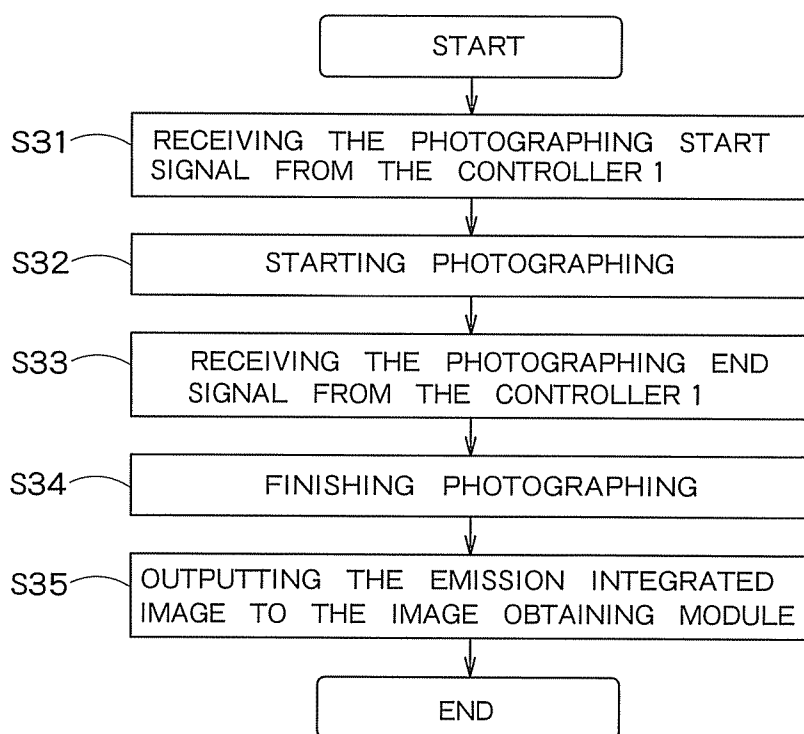 START
S31
RECEIVING THE PHOTOGRAPHING START
SIGNAL FROM THE CONTROLLER 1
S32
STARTING PHOTOGRAPHING
S33
RECEIVING THE PHOTOGRAPHING END
SIGNAL FROM THE CONTROLLER 1
S34
FINISHING PHOTOGRAPHING
S35
OUTPUTTING THE EMISSION INTEGRATED
IMAGE TO THE IMAGE OBTAINING MODULE
END